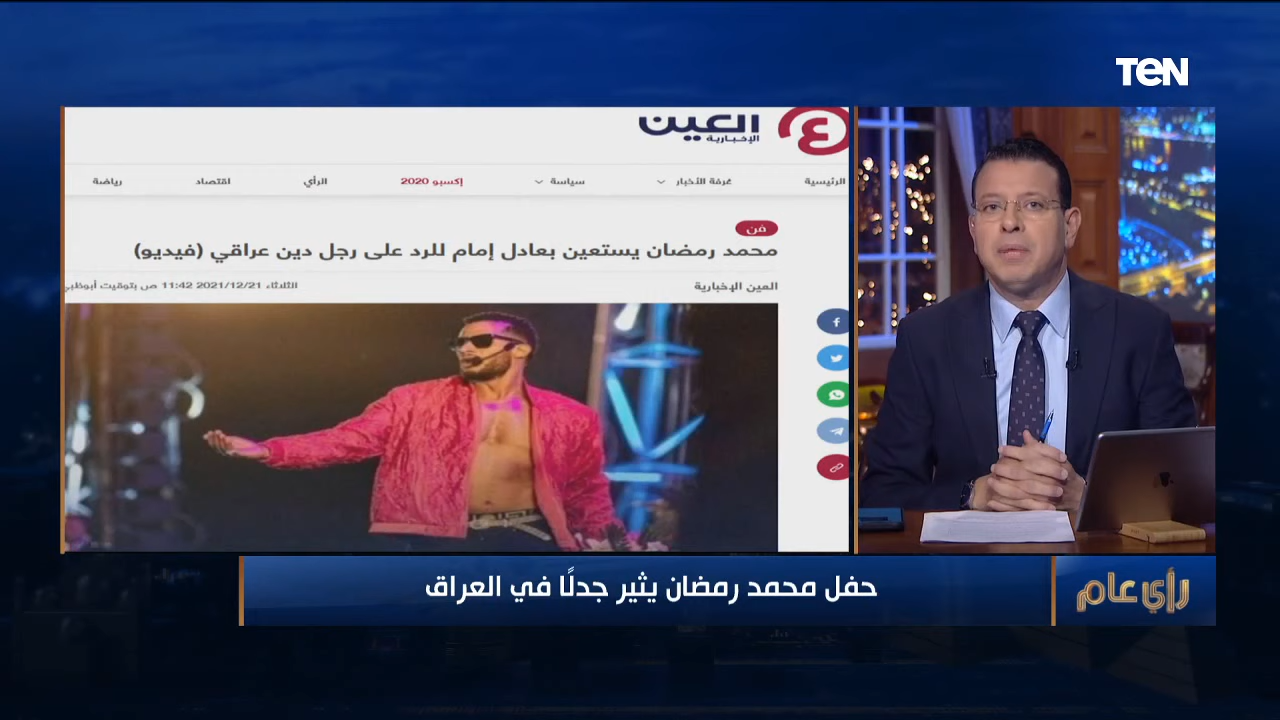 TEN
العين
الإخبارية
الرئيسية
غرفة الأخبار
سياسة
إكسبو 2020
الرأي
اقتصاد
رياضة
فن
محمد رمضان يستعين بعادل إمام للرد على رجل دين عراقي (فيديو)
العين الإخبارية
الثلاثاء 2021/12/21 11:42 ص بتوقيت أبوظبي
حفل محمد رمضان يثير جدلًا في العراق
رأي عام